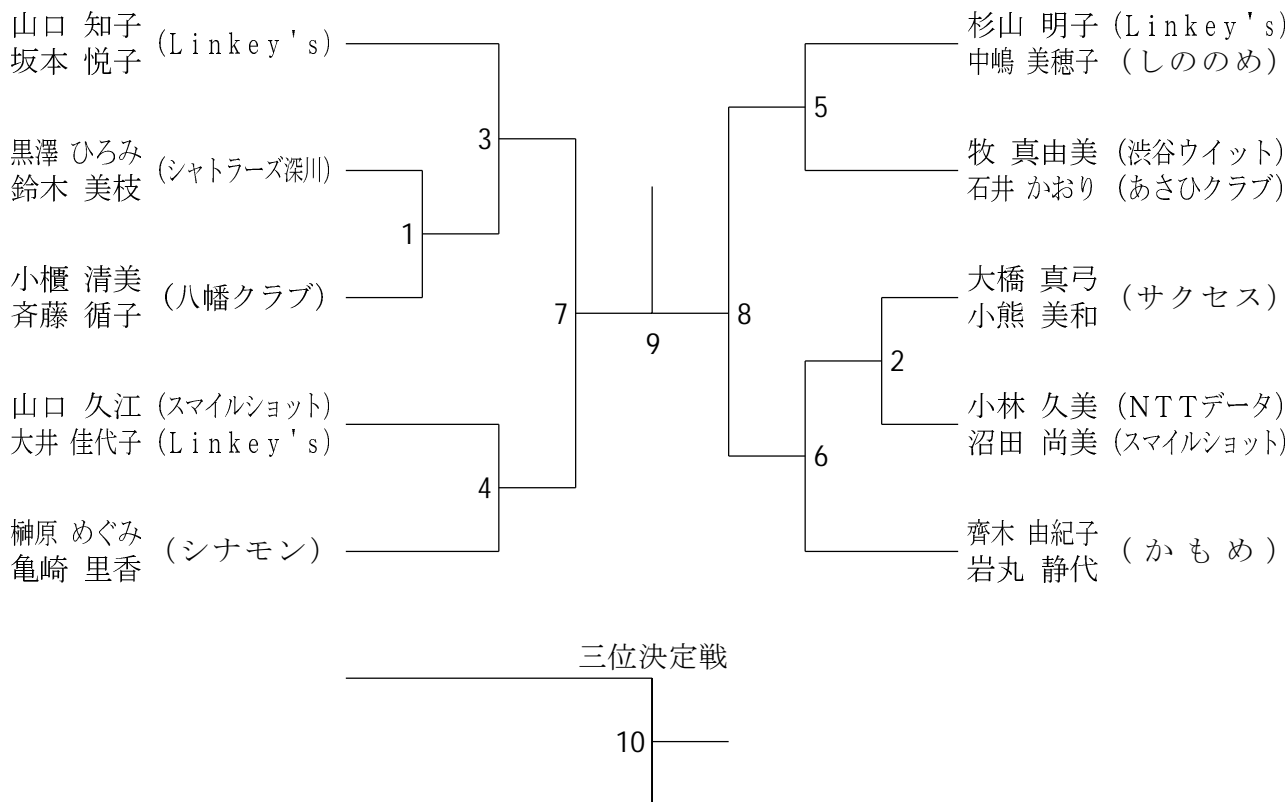 山口 知子 (Linkey's)
坂本 悦子
黒澤 ひろみ (シャトラーズ深川)
鈴木 美枝
小櫃 清美 (八幡クラブ)
斉藤 循子
山口 久江 (スマイルショット)
大井 佳代子 (Linkey's)
榊原 めぐみ (シナモン)
亀崎 里香
3
1
7
4
9
8
5
2
6
杉山 明子 (Linkey's)
中嶋 美穂子 (しののめ)
牧 真由美 (渋谷ウイット)
石井 かおり (あさひクラブ)
大橋 真弓 (サクセス)
小熊 美和
小林 久美 (NTTデータ)
沼田 尚美 (スマイルショット)
齊木 由紀子 (かもめ)
岩丸 静代
三位決定戦
10